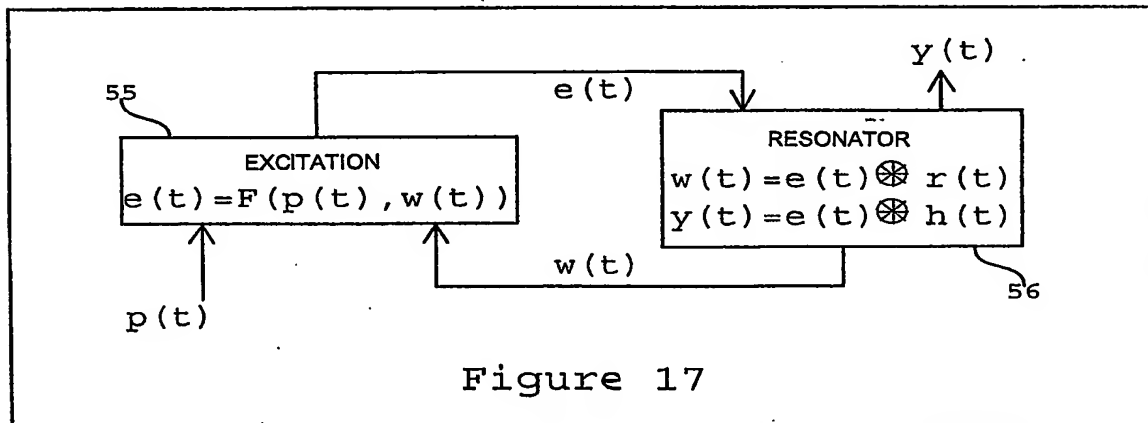 y(t)
e(t)
55
EXCITATION
e(t)=F(p(t),w(t))
RESONATOR
w(t)=e(t)⊛ r(t)
y(t)=e(t)⊛ h(t)
w(t)
56
p(t)
Figure 17